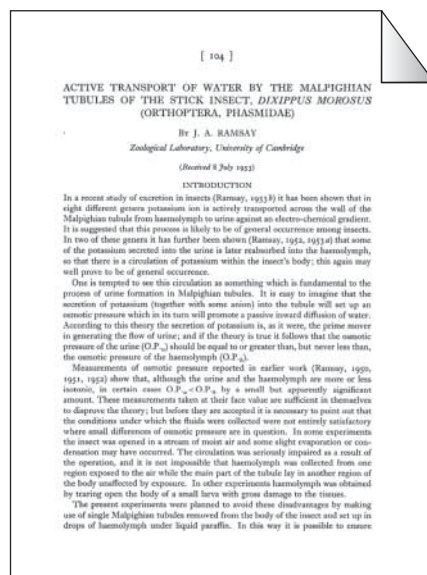 [ 104 ]
ACTIVE TRANSPORT OF WATER BY THE MALPIGHIAN
TUBULES OF THE STICK INSECT, DIXIPPUS MOROSUS
(ORTHOPTERA, PHASMIDAE)
By J. A. RAMSAY
Zoological Laboratory, University of Cambridge
(Received 8 July 1953)
INTRODUCTION
In a recent study of excretion in insects (Ramsay, 1953b) it has been shown that in
eight different genera potassium ion is actively transported across the wall of the
Malpighian tubule from haemolymph to urine against an electro-chemical gradient.
It is suggested that this process is likely to be of general occurrence among insects.
In two of these genera it has further been shown (Ramsay, 1952, 1953a) that some
of the potassium secreted into the urine is later reabsorbed into the haemolymph,
so that there is a circulation of potassium within the insect's body; this again may
well prove to be of general occurrence.
One is tempted to see this circulation as something which is fundamental to the
process of urine formation in Malpighian tubules. It is easy to imagine that the
secretion of potassium (together with some anion) into the tubule will set up an
osmotic pressure which in its turn will promote a passive inward diffusion of water.
According to this theory the secretion of potassium is, as it were, the prime mover
in generating the flow of urine; and if the theory is true it follows that the osmotic
pressure of the urine (O.P.) should be equal to or greater than, but never less than,
the osmotic pressure of the haemolymph (O.P.).
Measurements of osmotic pressure reported in earlier work (Ramsay, 1950,
1951, 1952) show that, although the urine and the haemolymph are more or less
isotonic, in certain cases O.P. < O.P. by a small but apparently significant
amount. These measurements taken at their face value are sufficient in themselves
to disprove the theory; but before they are accepted it is necessary to point out that
the conditions under which the fluids were collected were not entirely satisfactory
where small differences of osmotic pressure are in question. In some experiments
the insect was opened in a stream of moist air and some slight evaporation or con-
densation may have occurred. The circulation was seriously impaired as a result of
the operation, and it is not impossible that haemolymph was collected from one
region exposed to the air while the main part of the tubule lay in another region of
the body unaffected by exposure. In other experiments haemolymph was obtained
by tearing open the body of a small larva with gross damage to the tissues.
The present experiments were planned to avoid these disadvantages by making
use of single Malpighian tubules removed from the body of the insect and set up in
drops of haemolymph under liquid paraffin. In this way it is possible to ensure